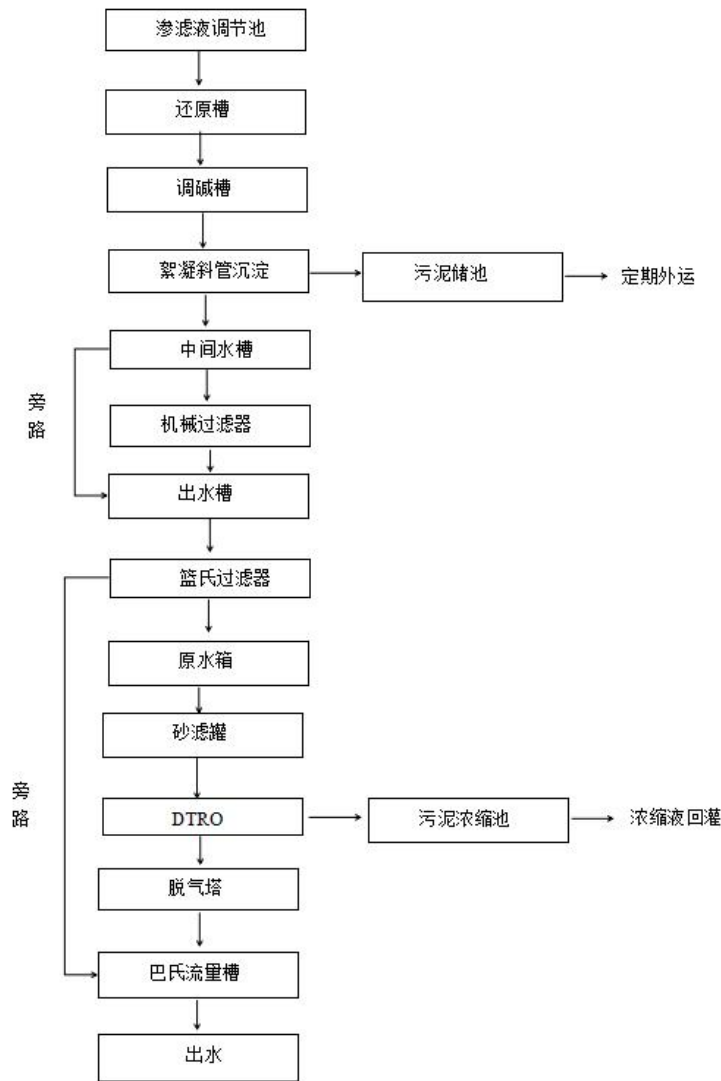 渗滤液调节池
还原槽
调碱槽
絮凝斜管沉淀
污泥储池
定期外运
中间水槽
旁
路
机械过滤器
出水槽
篮氏过滤器
原水箱
砂滤罐
旁
路
DTRO
污泥浓缩池
浓缩液回灌
脱气塔
巴氏流量槽
出水